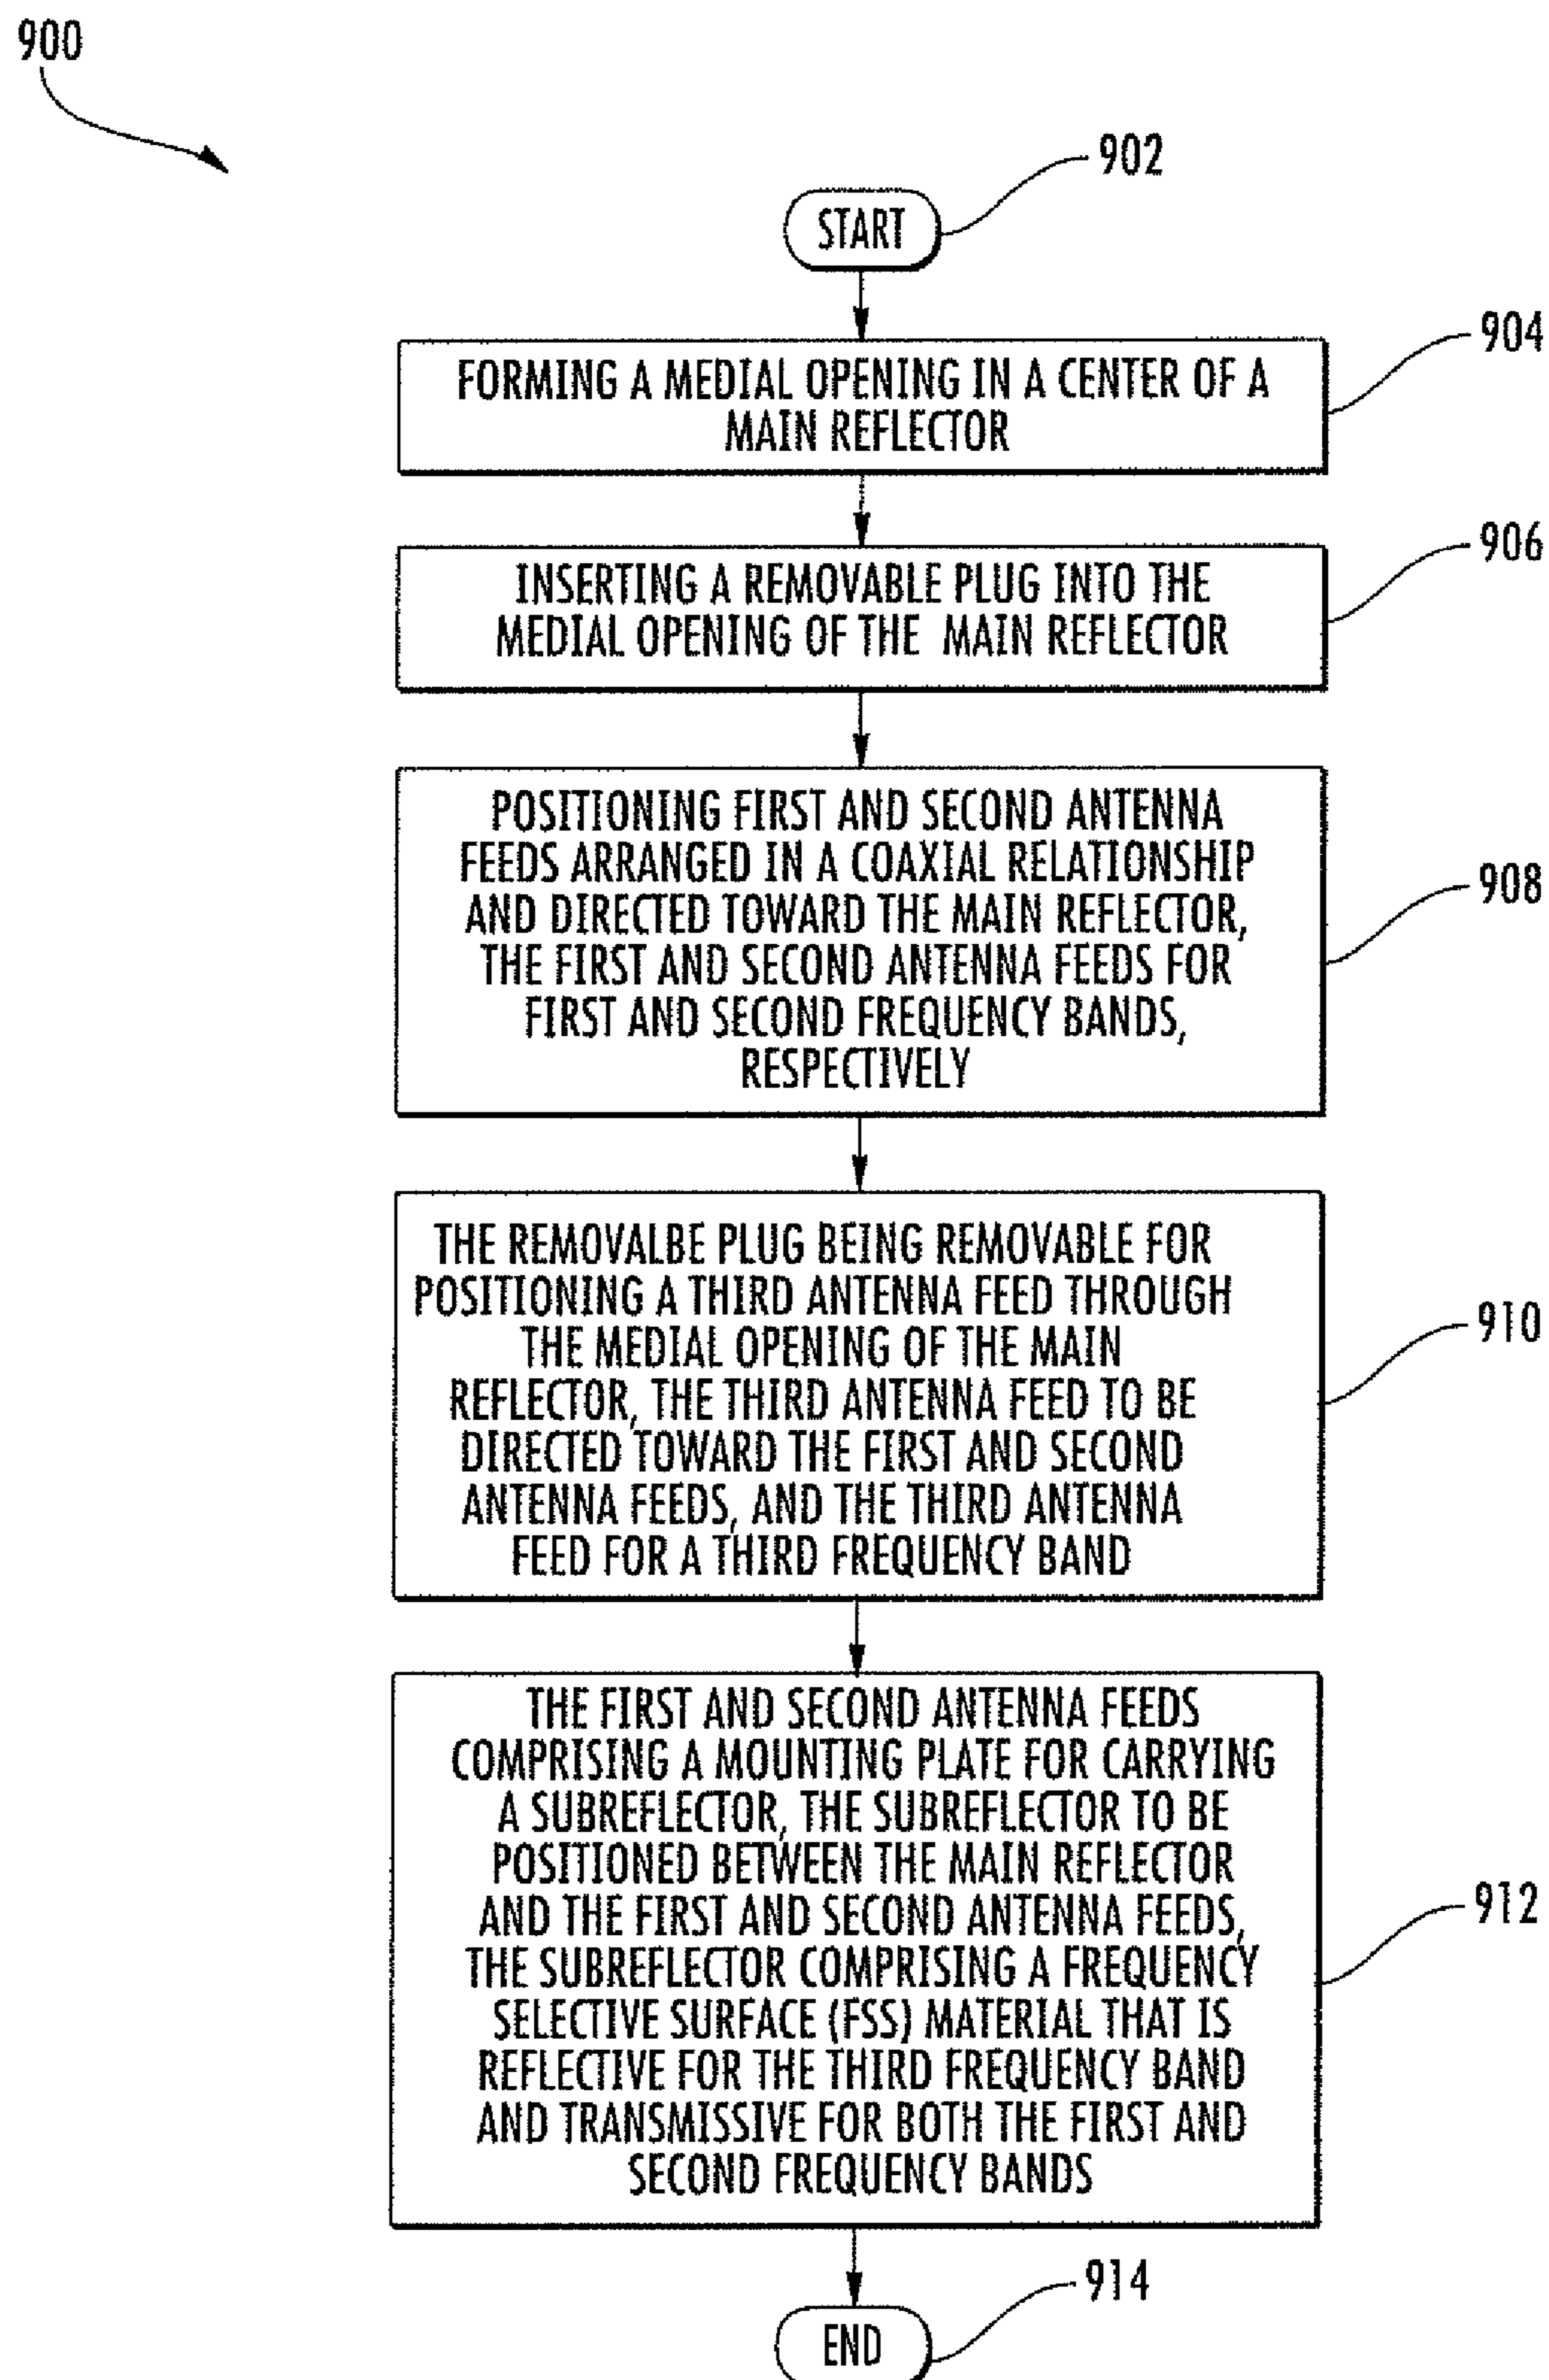 900
902
START
904
FORMING A MEDIAL OPENING IN A CENTER OF A
MAIN REFLECTOR
906
INSERTING A REMOVABLE PLUG INTO THE
MEDIAL OPENING OF THE MAIN REFLECTOR
908
POSITIONING FIRST AND SECOND ANTENNA
FEEDS ARRANGED IN A COAXIAL RELATIONSHIP
AND DIRECTED TOWARD THE MAIN REFLECTOR,
THE FIRST AND SECOND ANTENNA FEEDS FOR
FIRST AND SECOND FREQUENCY BANDS,
RESPECTIVELY
910
THE REMOVALBE PLUG BEING REMOVABLE FOR
POSITIONING A THIRD ANTENNA FEED THROUGH
THE MEDIAL OPENING OF THE MAIN
REFLECTOR, THE THIRD ANTENNA FEED TO BE
DIRECTED TOWARD THE FIRST AND SECOND
ANTENNA FEEDS, AND THE THIRD ANTENNA
FEED FOR A THIRD FREQUENCY BAND
912
THE FIRST AND SECOND ANTENNA FEEDS
COMPRISING A MOUNTING PLATE FOR CARRYING
A SUBREFLECTOR, THE SUBREFLECTOR TO BE
POSITIONED BETWEEN THE MAIN REFLECTOR
AND THE FIRST AND SECOND ANTENNA FEEDS,
THE SUBREFLECTOR COMPRISING A FREQUENCY
SELECTIVE SURFACE (FSS) MATERIAL THAT IS
REFLECTIVE FOR THE THIRD FREQUENCY BAND
AND TRANSMISSIVE FOR BOTH THE FIRST AND
SECOND FREQUENCY BANDS
914
END